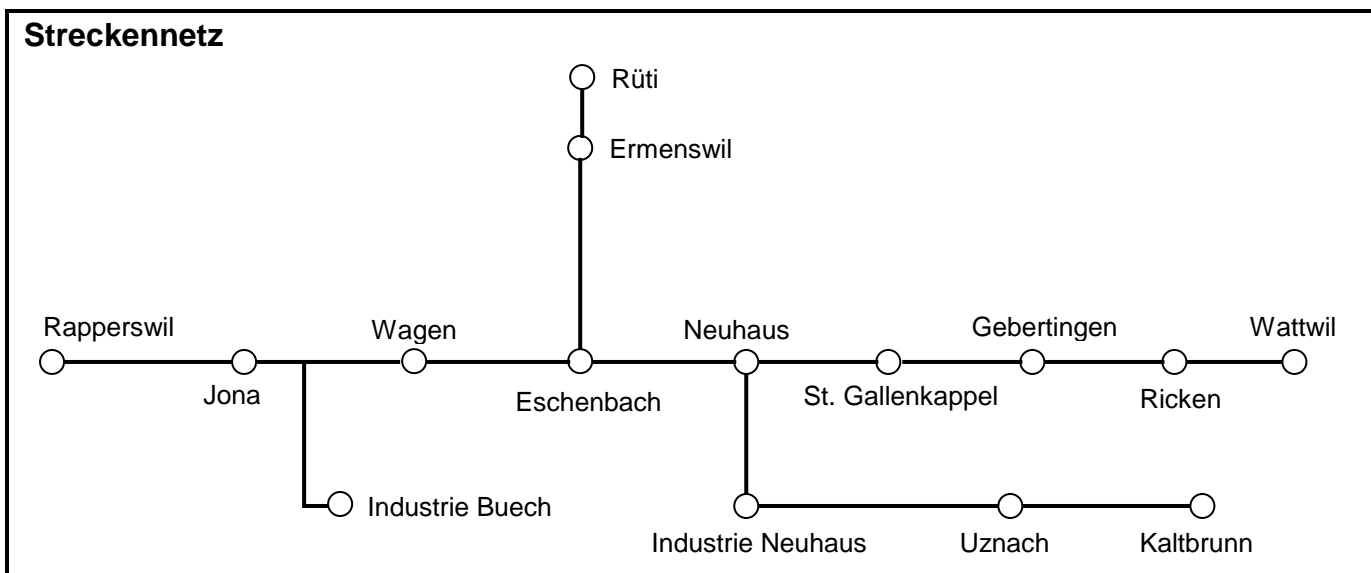 Streckennetz
Rüti
Ermenswil
Rapperswil
Wagen
Neuhaus
Gebertingen
Wattwil
Jona
Eschenbach
St. Gallenkappel
Ricken
Industrie Buech
Industrie Neuhaus
Uznach
Kaltbrunn